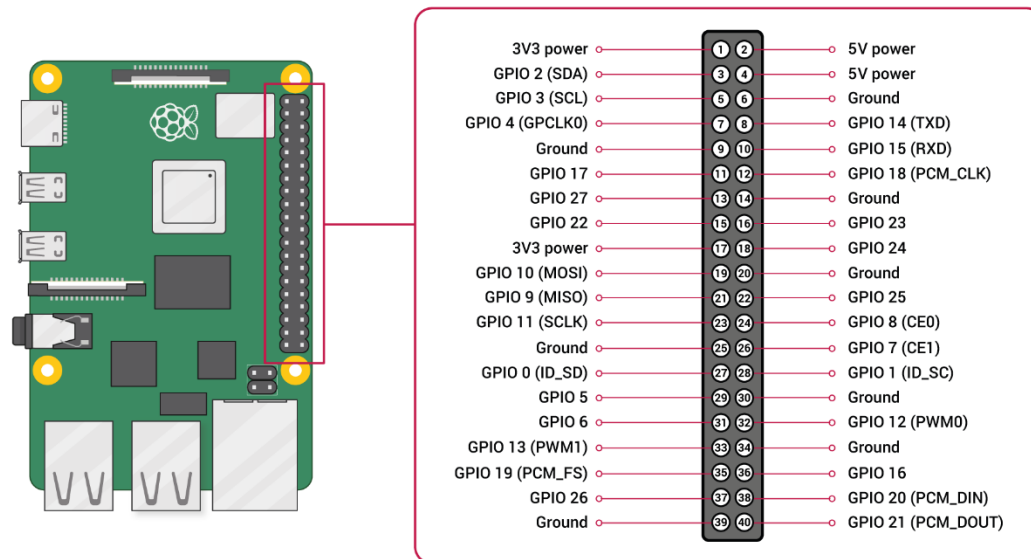 3V3 power 1 2 5V power
GPIO 2 (SDA) 3 4 5V power
GPIO 3 (SCL) 5 6 Ground
GPIO 4 (GPCLK0) 7 8 GPIO 14 (TXD)
Ground 9 10 GPIO 15 (RXD)
GPIO 17 11 12 GPIO 18 (PCM_CLK)
GPIO 27 13 14 Ground
GPIO 22 15 16 GPIO 23
3V3 power 17 18 GPIO 24
GPIO 10 (MOSI) 19 20 Ground
GPIO 9 (MISO) 21 22 GPIO 25
GPIO 11 (SCLK) 23 24 GPIO 8 (CE0)
Ground 25 26 GPIO 7 (CE1)
GPIO 0 (ID_SD) 27 28 GPIO 1 (ID_SC)
GPIO 5 29 30 Ground
GPIO 6 31 32 GPIO 12 (PWM0)
GPIO 13 (PWM1) 33 34 Ground
GPIO 19 (PCM_FS) 35 36 GPIO 16
GPIO 26 37 38 GPIO 20 (PCM_DIN)
Ground 39 40 GPIO 21 (PCM_DOUT)